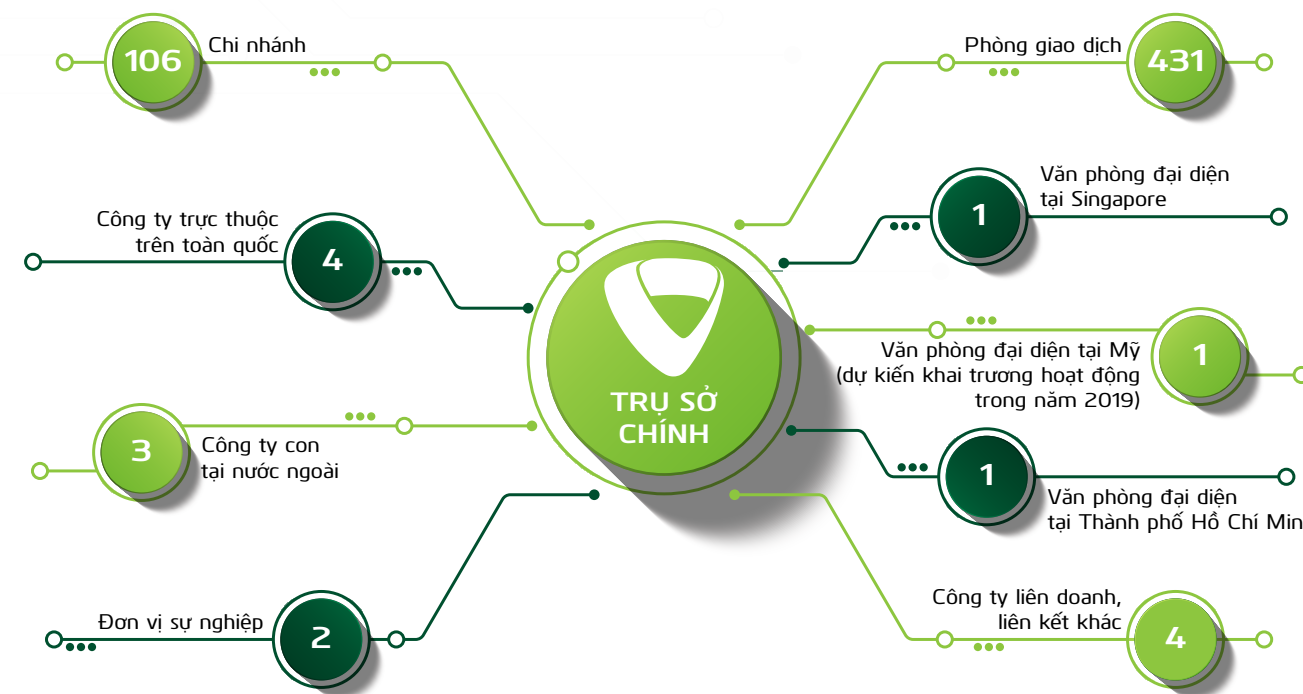 106
Chi nhánh
Phòng giao dịch
431
Văn phòng đại diện
tại Singapore
1
Công ty trực thuộc
trên toàn quốc
4
Văn phòng đại diện tại Mỹ
(dự kiến khai trương hoạt động
trong năm 2019)
1
TRỤ SỞ
CHÍNH
3
Công ty con
tại nước ngoài
1
Văn phòng đại diện
tại Thành phố Hồ Chí Min
Đơn vị sự nghiệp
2
Công ty liên doanh,
liên kết khác
4